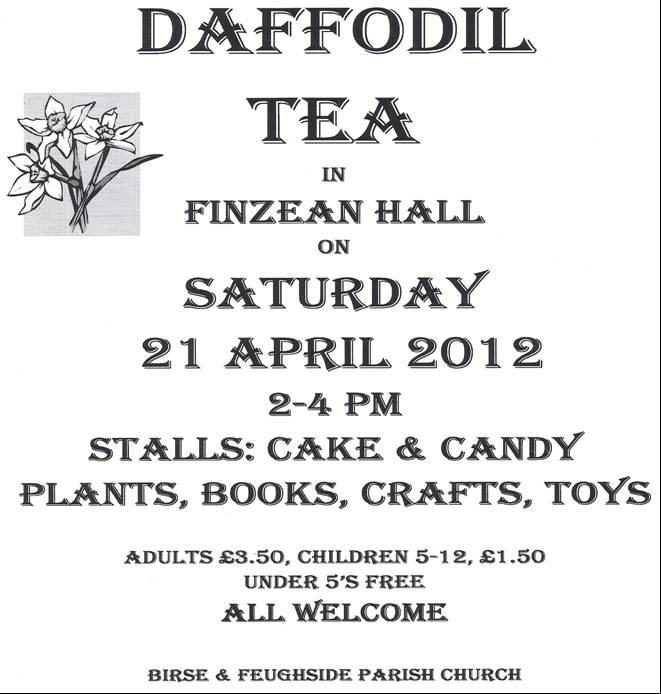 DAFFODIL
TEA
IN
FINZEAN HALL
ON
SATURDAY
21 APRIL 2012
2-4 PM
STALLS: CAKE & CANDY
PLANTS, BOOKS, CRAFTS, TOYS
ADULTS £3.50, CHILDREN 5-12, £1.50
UNDER 5'S FREE
ALL WELCOME
BIRSE & FEUGHSIDE PARISH CHURCH